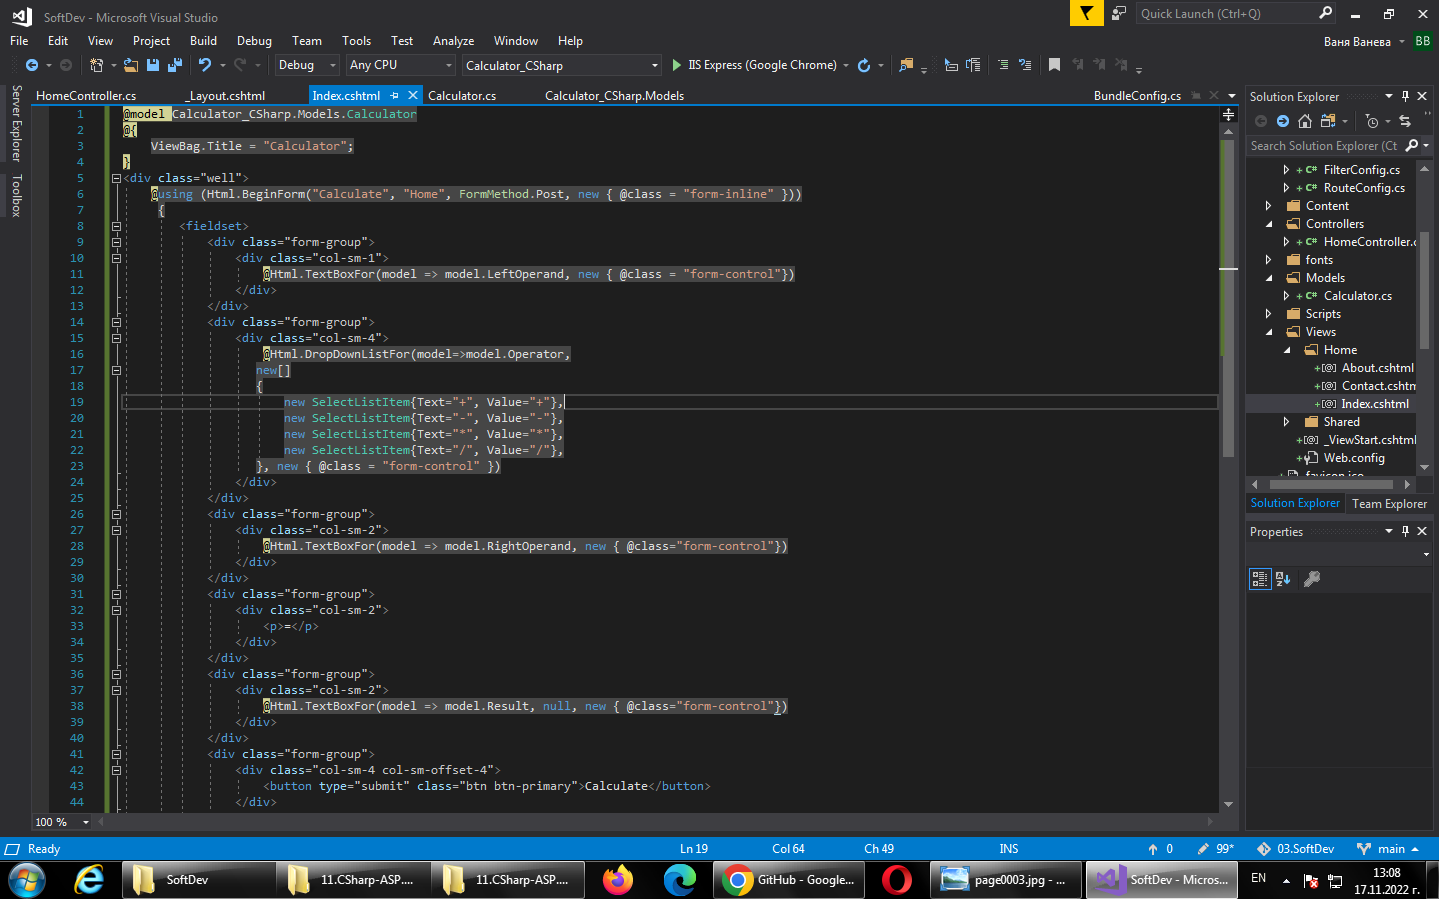 SoftDev - Microsoft Visual Studio
Quick Launch (Ctrl+Q)
File Edit View Project Build Debug Team Tools Test Analyze Window Help
Ваня Ванева BB
Debug Any CPU Calculator_CSharp IIS Express (Google Chrome)
Server Explorer
Toolbox
HomeController.cs _Layout.cshtml Index.cshtml Calculator.cs Calculator_CSharp.Models BundleConfig.cs
1 @model Calculator_CSharp.Models.Calculator
2 @{
3 ViewBag.Title = "Calculator";
4 }
5 <div class="well">
6 @using (Html.BeginForm("Calculate", "Home", FormMethod.Post, new { @class = "form-inline" }))
7 {
8 <fieldset>
9 <div class="form-group">
10 <div class="col-sm-1">
11 @Html.TextBoxFor(model => model.LeftOperand, new { @class = "form-control"})
12 </div>
13 </div>
14 <div class="form-group">
15 <div class="col-sm-4">
16 @Html.DropDownListFor(model=>model.Operator,
17 new[]
18 {
19 new SelectListItem{Text="+", Value="+"},
20 new SelectListItem{Text="-", Value="-"},
21 new SelectListItem{Text="*", Value="*"},
22 new SelectListItem{Text="/", Value="/"},
23 }, new { @class = "form-control" })
24 </div>
25 </div>
26 <div class="form-group">
27 <div class="col-sm-2">
28 @Html.TextBoxFor(model => model.RightOperand, new { @class="form-control"})
29 </div>
30 </div>
31 <div class="form-group">
32 <div class="col-sm-2">
33 <p>=</p>
34 </div>
35 </div>
36 <div class="form-group">
37 <div class="col-sm-2">
38 @Html.TextBoxFor(model => model.Result, null, new { @class="form-control"})
39 </div>
40 </div>
41 <div class="form-group">
42 <div class="col-sm-4 col-sm-offset-4">
43 <button type="submit" class="btn btn-primary">Calculate</button>
44 </div>
100 %
Solution Explorer
Search Solution Explorer (Ct
FilterConfig.cs
RouteConfig.cs
Content
Controllers
HomeController.c
fonts
Models
Calculator.cs
Scripts
Views
Home
About.cshtml
Contact.cshtm
Index.cshtml
Shared
_ViewStart.cshtml
Web.config
favicon.ico
Solution Explorer Team Explorer
Properties
Ready Ln 19 Col 64 Ch 49 INS 0 99* 03.SoftDev main
SoftDev 11.CSharp-ASP.... 11.CSharp-ASP.... GitHub - Google... page0003.jpg - ... SoftDev - Micros... EN 13:08
17.11.2022 г.